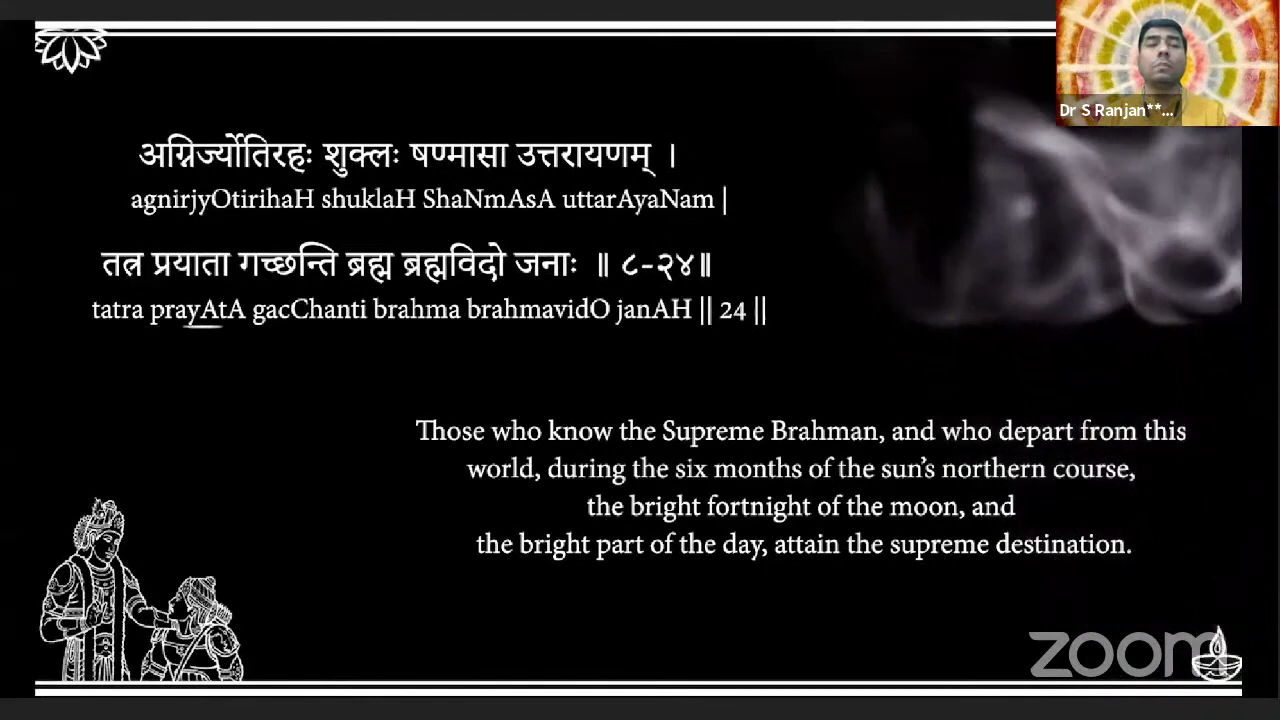 Dr S Ranjan**...
अग्निर्ज्योतिरहः शुक्लः षण्मासा उत्तरायणम् ।
agnirjyOtirihaH shuklaH ShaNmAsA uttarAyaNam |
तत्र प्रयाता गच्छन्ति ब्रह्म ब्रह्मविदो जनाः ॥ ८-२४॥
tatra prayAtA gacChanti brahma brahmavidO janAH || 24 ||
Those who know the Supreme Brahman, and who depart from this
world, during the six months of the sun’s northern course,
the bright fortnight of the moon, and
the bright part of the day, attain the supreme destination.
zoom